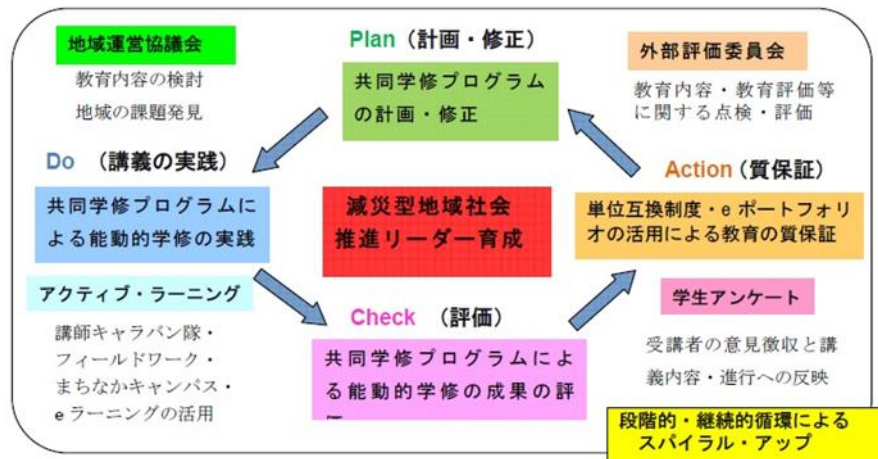 地域運営協議会
教育内容の検討
地域の課題発見
Plan（計画・修正）
共同学修プログラム
の計画・修正
外部評価委員会
教育内容・教育評価等
に関する点検・評価
Do （講義の実践）
共同学修プログラムに
よる能動的学修の実践
減災型地域社会
推進リーダー育成
Action（質保証）
単位互換制度・eポートフォリ
オの活用による教育の質保証
アクティブ・ラーニング
講師キャラバン隊・
フィールドワーク・
まちなかキャンパス・
eラーニングの活用
Check （評価）
共同学修プログラムによ
る能動的学修の成果の評
学生アンケート
受講者の意見徴収と講
義内容・進行への反映
段階的・継続的循環による
スパイラル・アップ